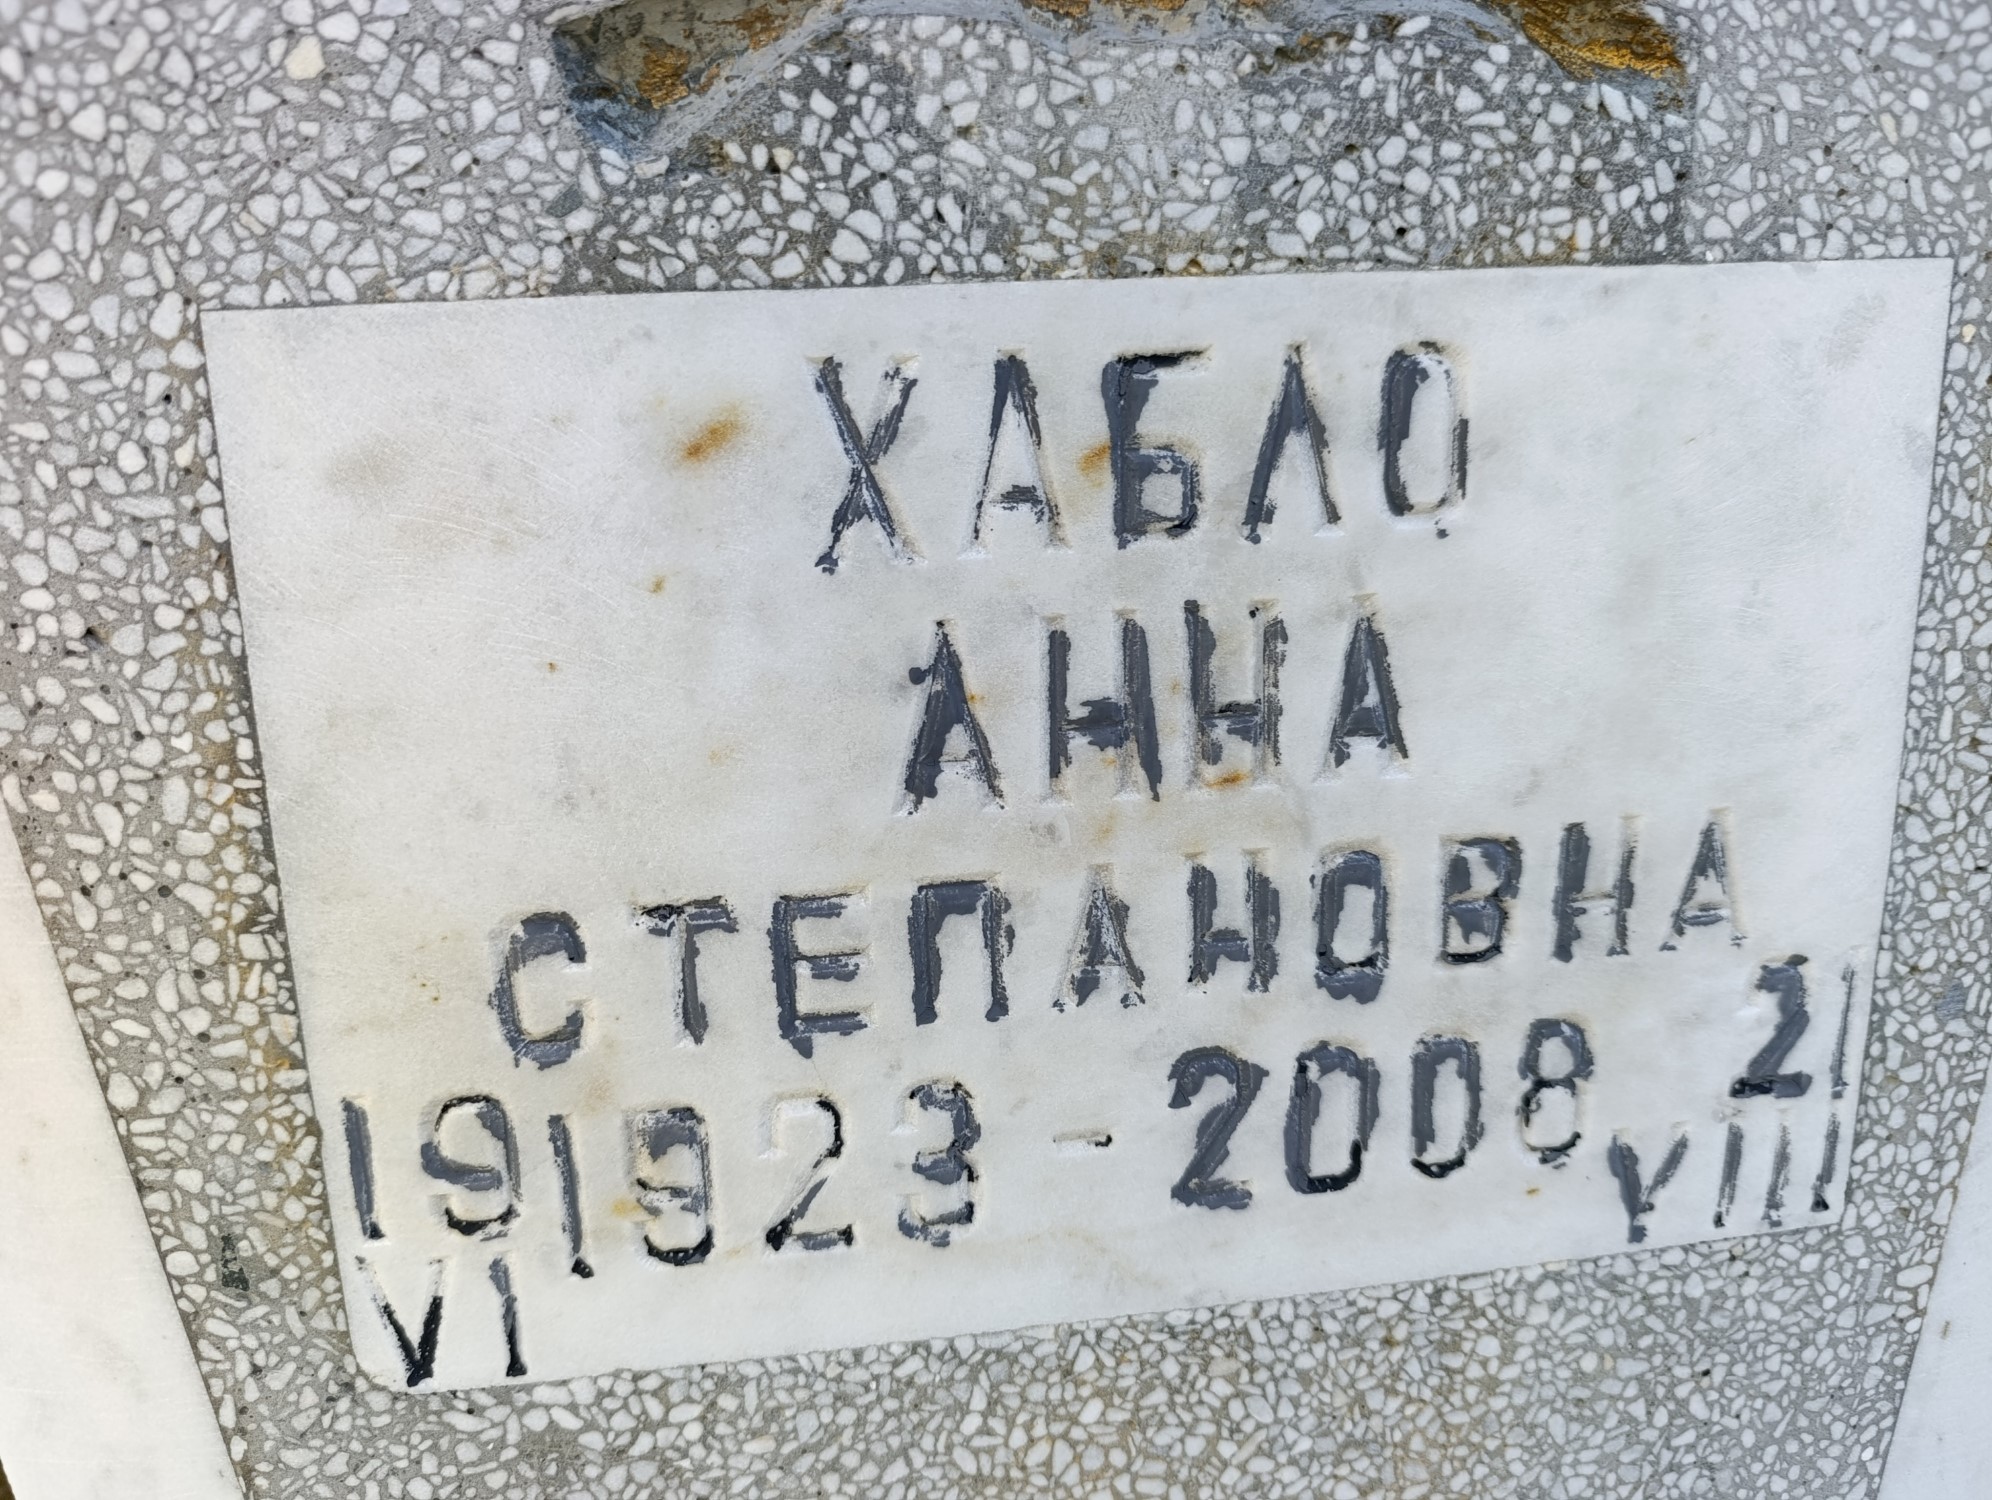 ХАБЛО
АННА
СТЕПАНОВНА
19 1923 - 2008 21
VI VIII